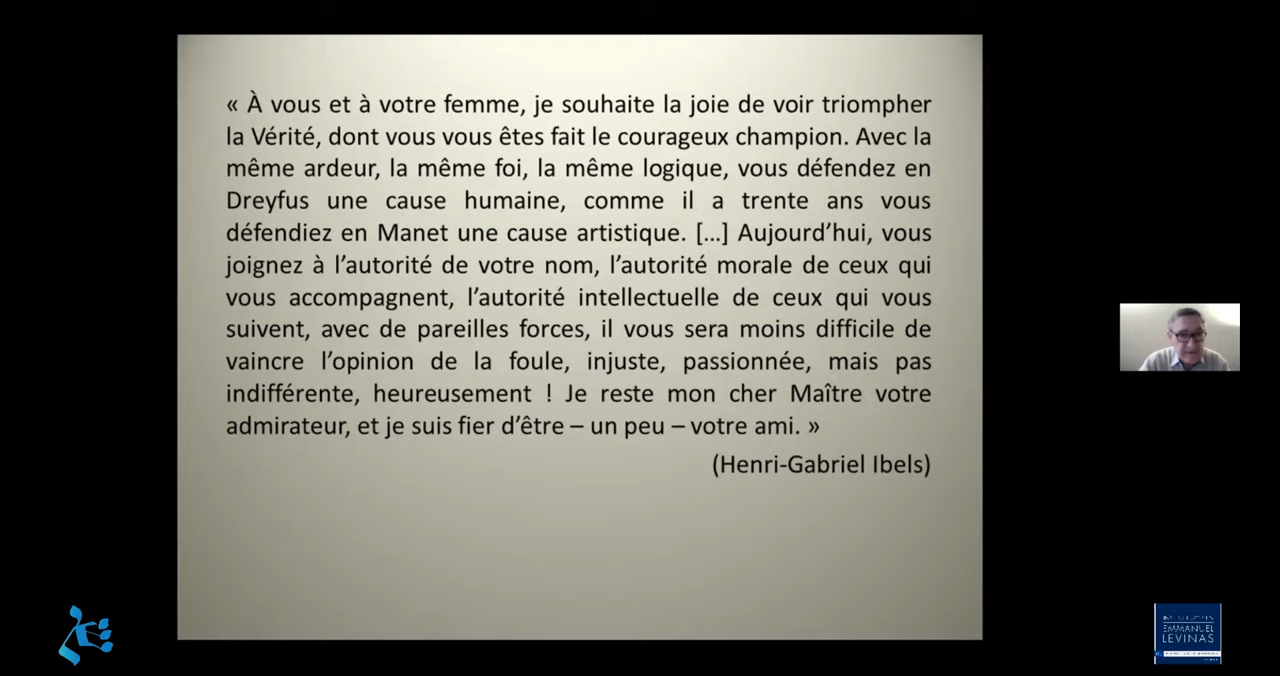 « À vous et à votre femme, je souhaite la joie de voir triompher
la Vérité, dont vous vous êtes fait le courageux champion. Avec la
même ardeur, la même foi, la même logique, vous défendez en
Dreyfus une cause humaine, comme il a trente ans vous
défendiez en Manet une cause artistique. […] Aujourd’hui, vous
joignez à l’autorité de votre nom, l’autorité morale de ceux qui
vous accompagnent, l’autorité intellectuelle de ceux qui vous
suivent, avec de pareilles forces, il vous sera moins difficile de
vaincre l’opinion de la foule, injuste, passionnée, mais pas
indifférente, heureusement ! Je reste mon cher Maître votre
admirateur, et je suis fier d’être – un peu – votre ami. »
(Henri-Gabriel Ibels)
EMMANUEL
LEVINAS